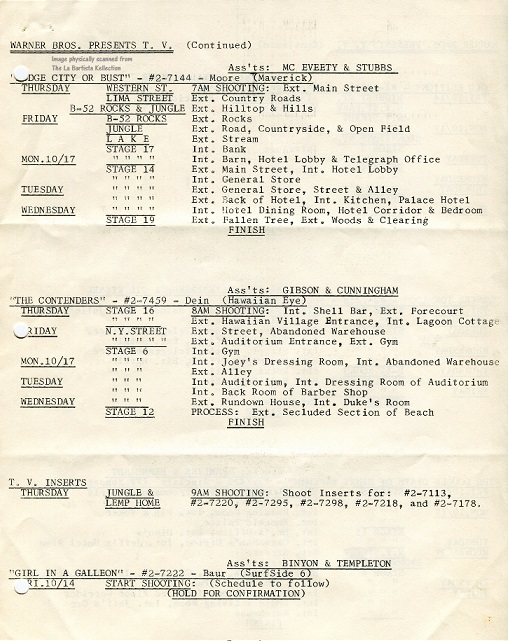 WARNER BROS. PRESENTS T. V. (Continued)
Image physically scanned from
The La Barfista Kollection
Ass'ts: MC EVEETY & STUBBS
"DODGE CITY OR BUST" - #2-7144 - Moore (Maverick)
THURSDAY WESTERN ST. 7AM SHOOTING: Ext. Main Street
LIMA STREET Ext. Country Roads
B-52 ROCKS & JUNGLE Ext. Hilltop & Hills
FRIDAY B-52 ROCKS Ext. Rocks
JUNGLE Ext. Road, Countryside, & Open Field
L A K E Ext. Stream
STAGE 17 Int. Bank
MON.10/17 " " " " Int. Barn, Hotel Lobby & Telegraph Office
STAGE 14 Ext. Main Street, Int. Hotel Lobby
" " " " Int. General Store
TUESDAY " " " " Ext. General Store, Street & Alley
" " " " Ext. Back of Hotel, Int. Kitchen, Palace Hotel
WEDNESDAY " " " " Int. Hotel Dining Room, Hotel Corridor & Bedroom
STAGE 19 Ext. Fallen Tree, Ext. Woods & Clearing
FINISH
Ass'ts: GIBSON & CUNNINGHAM
"THE CONTENDERS" - #2-7459 - Dein (Hawaiian Eye)
THURSDAY STAGE 16 8AM SHOOTING: Int. Shell Bar, Ext. Forecourt
" " " Ext. Hawaiian Village Entrance, Int. Lagoon Cottage
FRIDAY N.Y.STREET Ext. Street, Abandoned Warehouse
" " " " " Ext. Auditorium Entrance, Ext. Gym
STAGE 6 Int. Gym
MON.10/17 " " " Int. Joey's Dressing Room, Int. Abandoned Warehouse
" " " Ext. Alley
TUESDAY " " " Int. Auditorium, Int. Dressing Room of Auditorium
" " " Int. Back Room of Barber Shop
WEDNESDAY " " " Ext. Rundown House, Int. Duke's Room
STAGE 12 PROCESS: Ext. Secluded Section of Beach
FINISH
T. V. INSERTS
THURSDAY JUNGLE & 9AM SHOOTING: Shoot Inserts for: #2-7113,
LEMP HOME #2-7220, #2-7295, #2-7298, #2-7218, and #2-7178.
Ass'ts: BINYON & TEMPLETON
"GIRL IN A GALLEON" - #2-7222 - Baur (SurfSide 6)
FRI.10/14 START SHOOTING: (Schedule to follow)
(HOLD FOR CONFIRMATION)